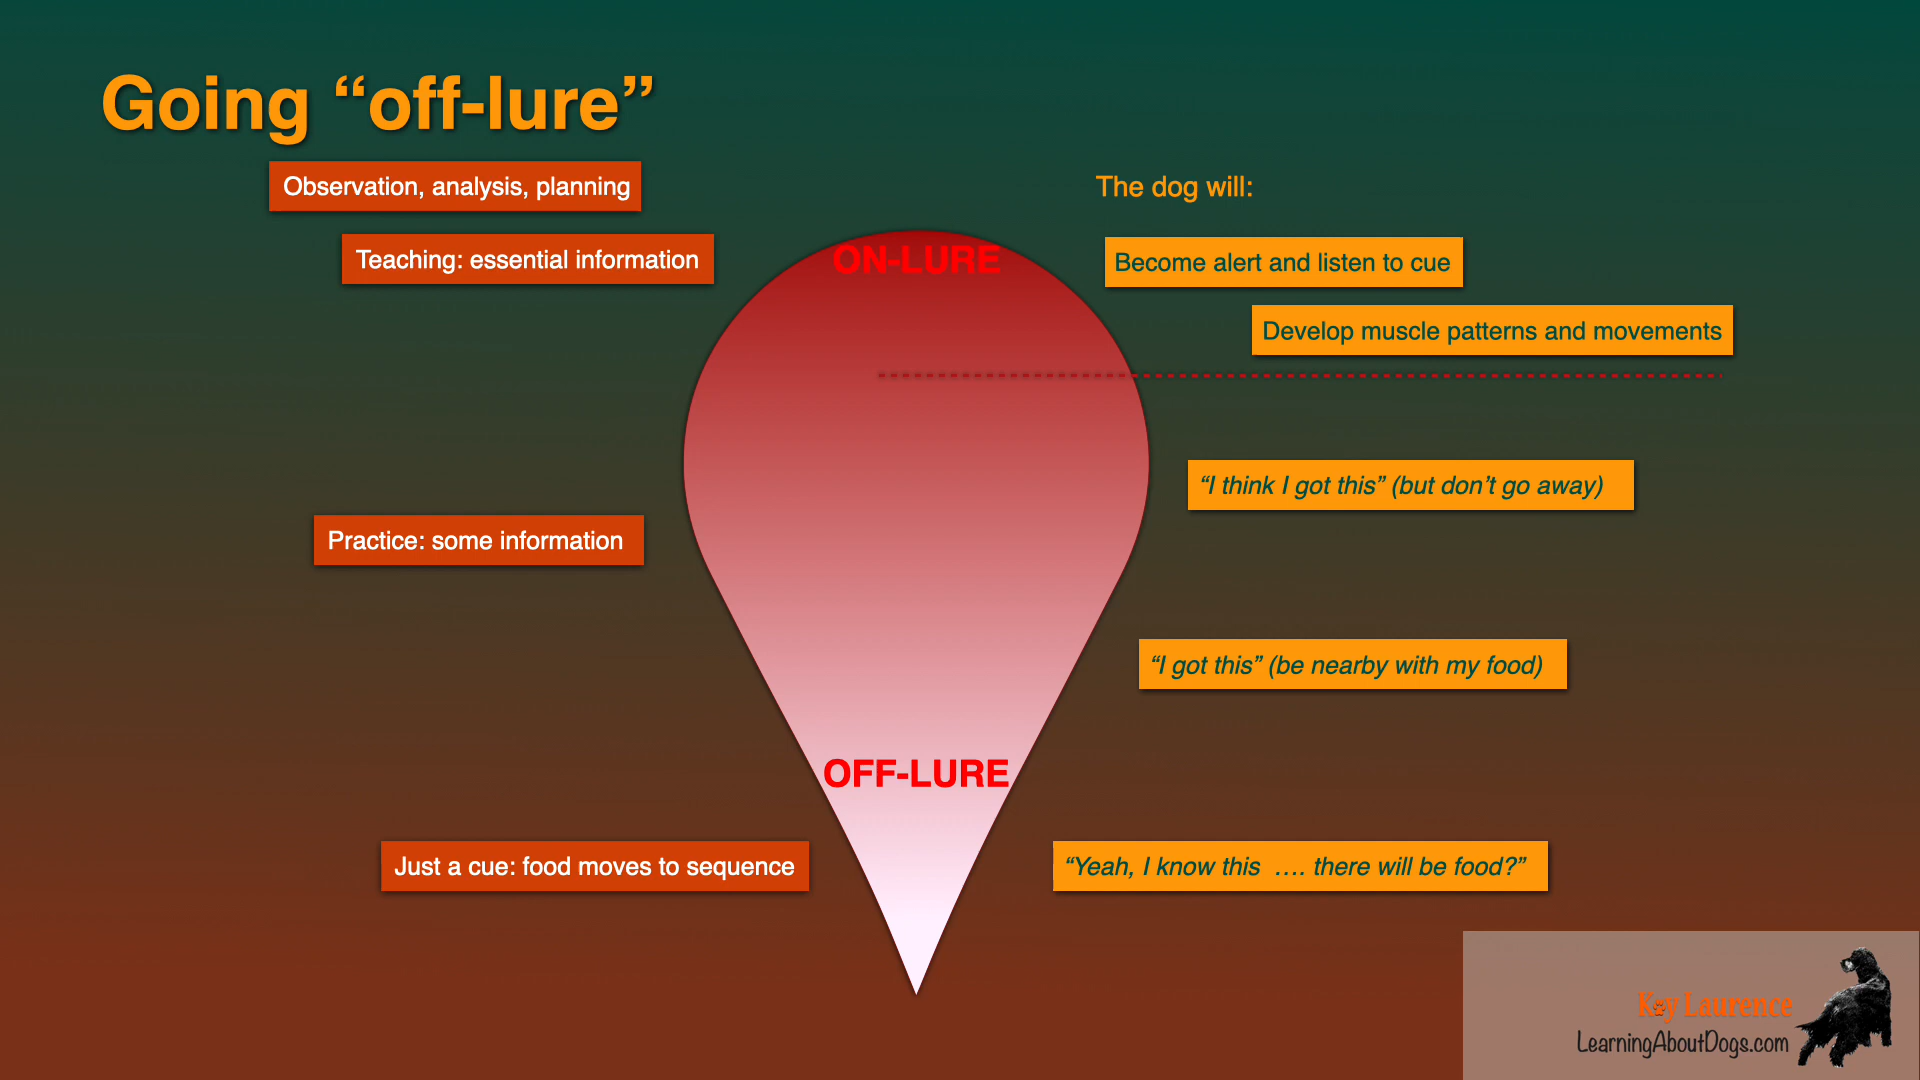 Going “off-lure”
Observation, analysis, planning
The dog will:
Teaching: essential information
ON-LURE
Become alert and listen to cue
Develop muscle patterns and movements
“I think I got this” (but don’t go away)
Practice: some information
“I got this” (be nearby with my food)
OFF-LURE
Just a cue: food moves to sequence
“Yeah, I know this …. there will be food?”
Kay Laurence
LearningAboutDogs.com